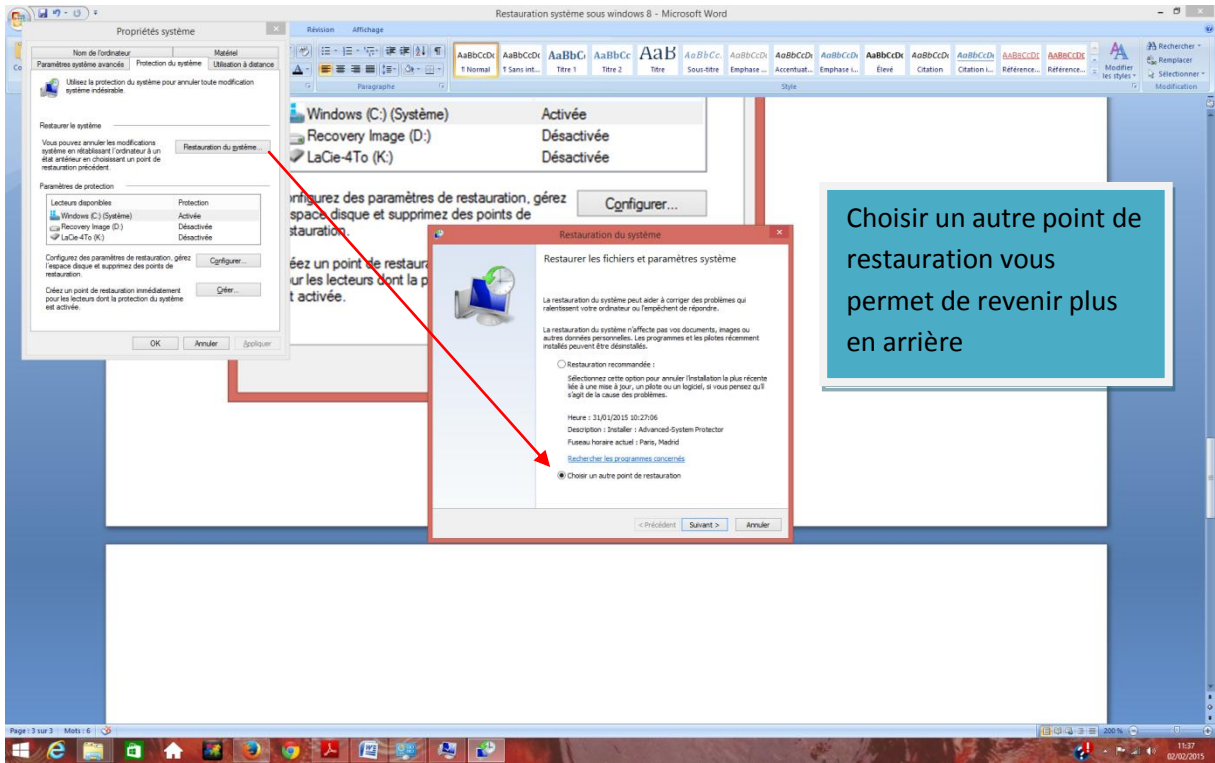 Restauration système sous windows 8 - Microsoft Word
Révision Affichage
AaBbCcDc AaBbCcDc AaBbC AaBbCc AaB AaBbCc. AaBbCcDc AaBbCcDc AaBbCcDc AaBbCcDc AaBbCcDc AaBbCcDc AaBbCcDc AaBbCcDc
¶ Normal ¶ Sans int... Titre 1 Titre 2 Titre Sous-titre Emphase ... Accentuat... Emphase i... Élevé Citation Citation i... Référence... Référence...
Modifier les styles
Rechercher
Remplacer
Sélectionner
Paragraphe Style Modification
Propriétés système
Nom de l'ordinateur Matériel
Paramètres système avancés Protection du système Utilisation à distance
Utilisez la protection du système pour annuler toute modification
système indésirable.
Restaurer le système
Vous pouvez annuler les modifications
système en rétablissant l'ordinateur à un
état antérieur en choisissant un point de
restauration précédent.
Restauration du système...
Paramètres de protection
Lecteurs disponibles Protection
Windows (C:) (Système) Activée
Recovery Image (D:) Désactivée
LaCie-4To (K:) Désactivée
Configurez des paramètres de restauration, gérez
l'espace disque et supprimez des points de
restauration.
Configurer...
Créez un point de restauration immédiatement
pour les lecteurs dont la protection du système
est activée.
Créer...
OK Annuler Appliquer
Windows (C:) (Système) Activée
Recovery Image (D:) Désactivée
LaCie-4To (K:) Désactivée
nfigurez des paramètres de restauration, gérez
space disque et supprimez des points de
stauration.
Configurer...
éez un point de restaura
ur les lecteurs dont la p
t activée.
Restauration du système
Restaurer les fichiers et paramètres système
La restauration du système peut aider à corriger des problèmes qui
ralentissent votre ordinateur ou l'empêchent de répondre.
La restauration du système n'affecte pas vos documents, images ou
autres données personnelles. Les programmes et les pilotes récemment
installés peuvent être désinstallés.
Restauration recommandée :
Sélectionnez cette option pour annuler l'installation la plus récente
liée à une mise à jour, un pilote ou un logiciel, si vous pensez qu'il
s'agit de la cause des problèmes.
Heure : 31/01/2015 10:27:06
Description : Installer : Advanced-System Protector
Fuseau horaire actuel : Paris, Madrid
Rechercher les programmes concernés
Choisir un autre point de restauration
< Précédent Suivant > Annuler
Choisir un autre point de
restauration vous
permet de revenir plus
en arrière
Page : 3 sur 3 Mots : 6
200 %
11:37
02/02/2015